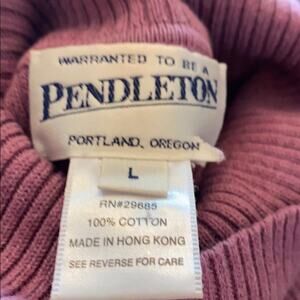 WARRANTED TO BE A
PENDLETON
PORTLAND, OREGON
L
RN#29685
100% COTTON
MADE IN HONG KONG
SEE REVERSE FOR CARE